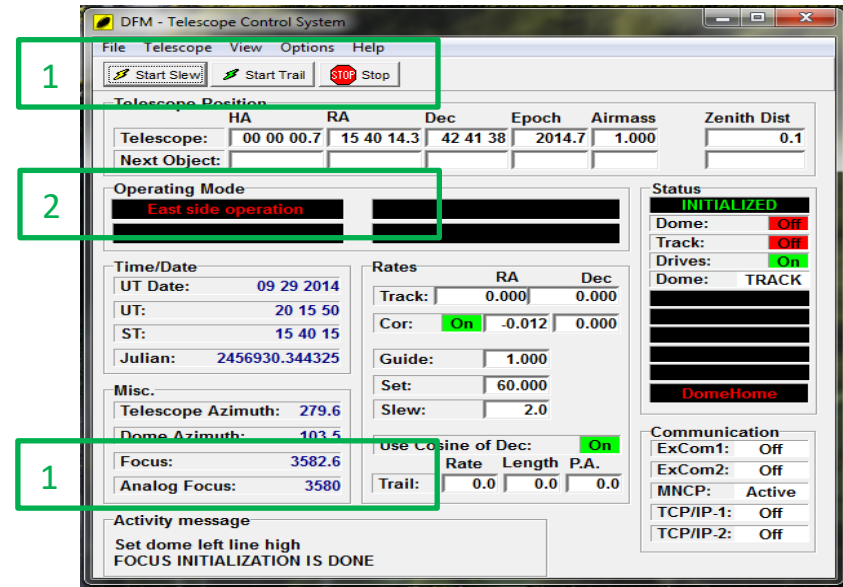 DFM - Telescope Control System
File Telescope View Options Help
1
Start Slew Start Trail STOP Stop
Telescope Position
HA RA Dec Epoch Airmass Zenith Dist
Telescope: 00 00 00.7 15 40 14.3 42 41 38 2014.7 1.000 0.1
Next Object:
2
Operating Mode
East side operation
Status
INITIALIZED
Dome: Off
Track: Off
Drives: On
Dome: TRACK
DomeHome
Time/Date
UT Date: 09 29 2014
UT: 20 15 50
ST: 15 40 15
Julian: 2456930.344325
Rates
RA Dec
Track: 0.000 0.000
Cor: On -0.012 0.000
Guide: 1.000
Set: 60.000
Slew: 2.0
Use Cosine of Dec: On
Rate Length P.A.
Trail: 0.0 0.0 0.0
Misc.
Telescope Azimuth: 279.6
Dome Azimuth: 103.5
1
Focus: 3582.6
Analog Focus: 3580
Communication
ExCom1: Off
ExCom2: Off
MNCP: Active
TCP/IP-1: Off
TCP/IP-2: Off
Activity message
Set dome left line high
FOCUS INITIALIZATION IS DONE